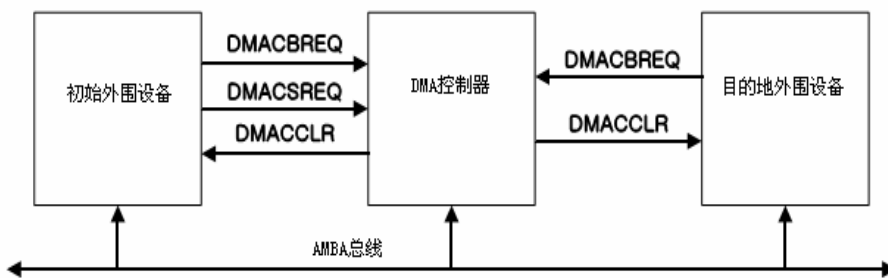 DMACBREQ
初始外围设备
DMACSREQ
DMACCLR
DMA控制器
DMACBREQ
DMACCLR
目的地外围设备
AMBA总线